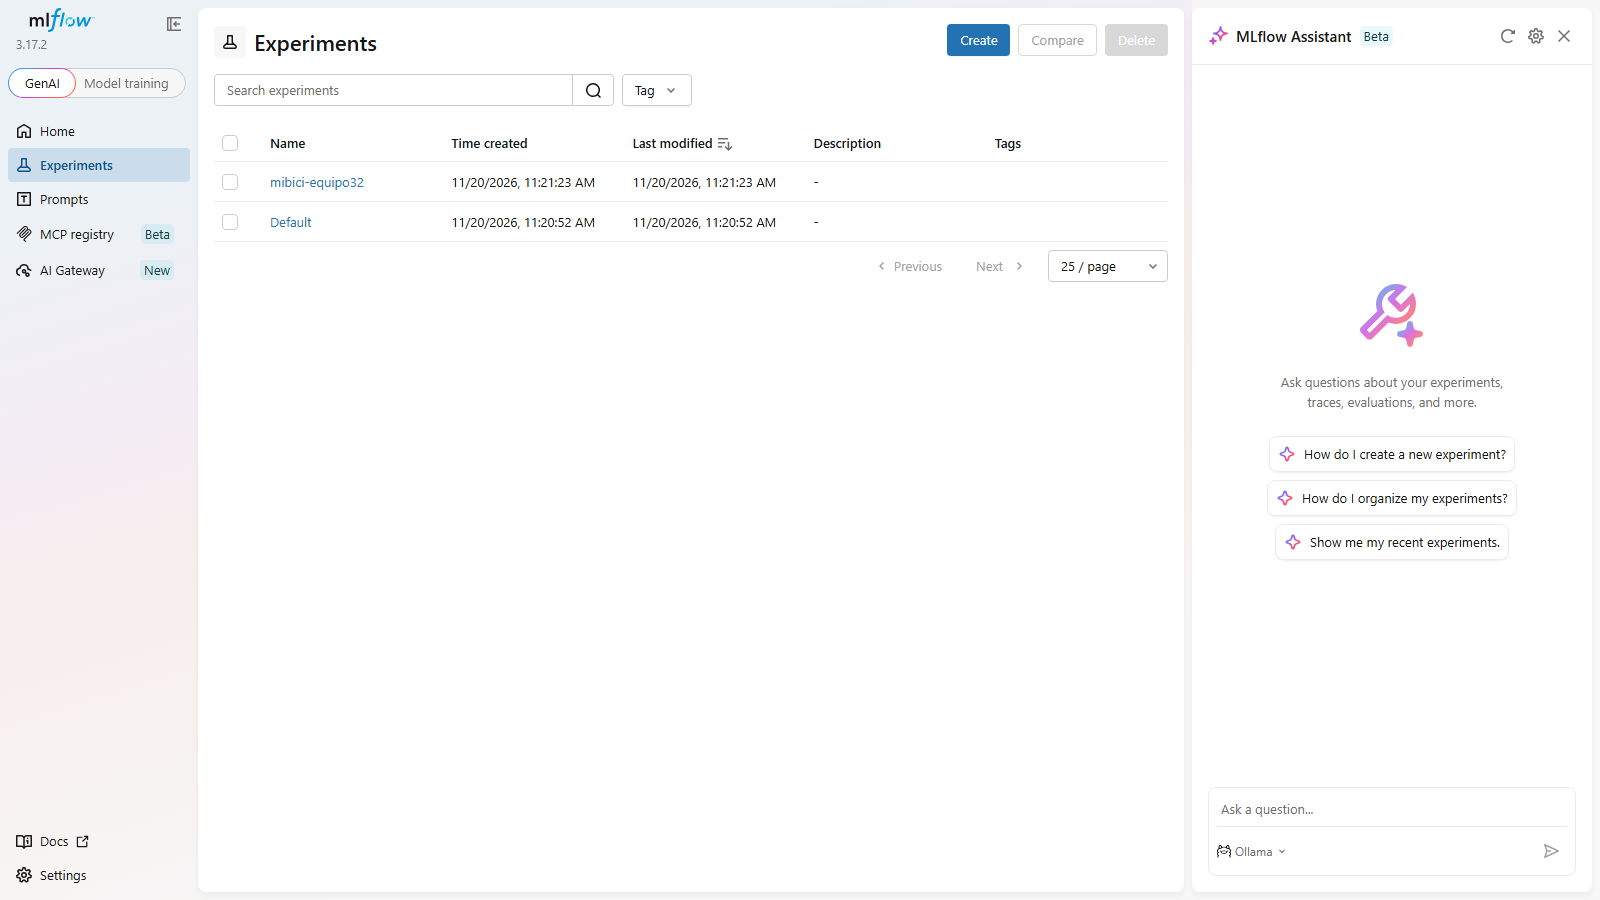 mlflow
3.17.2
GenAI Model training
Home
Experiments
Prompts
MCP registry Beta
AI Gateway New
Docs
Settings
Experiments
Create Compare Delete
Search experiments Tag
Name Time created Last modified Description Tags
mibici-equipo32 11/20/2026, 11:21:23 AM 11/20/2026, 11:21:23 AM -
Default 11/20/2026, 11:20:52 AM 11/20/2026, 11:20:52 AM -
Previous Next 25 / page
MLflow Assistant Beta
Ask questions about your experiments,
traces, evaluations, and more.
How do I create a new experiment?
How do I organize my experiments?
Show me my recent experiments.
Ask a question...
Ollama